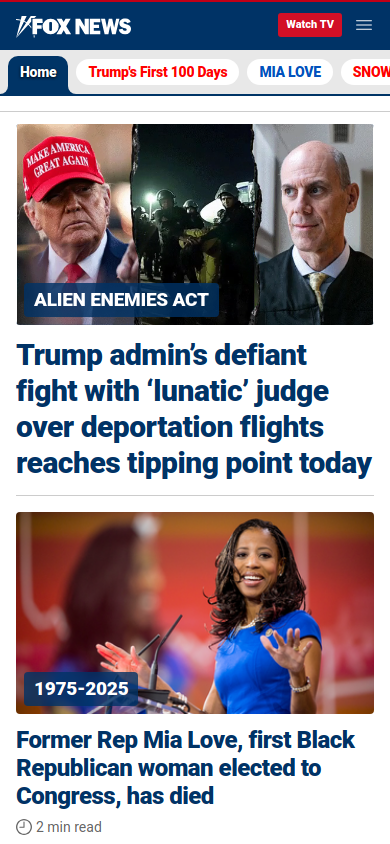 FOX NEWS
Watch TV
Home
Trump's First 100 Days
MIA LOVE
SNOW
MAKE AMERICA
GREAT AGAIN
ALIEN ENEMIES ACT
Trump admin’s defiant
fight with ‘lunatic’ judge
over deportation flights
reaches tipping point today
1975-2025
Former Rep Mia Love, first Black
Republican woman elected to
Congress, has died
2 min read